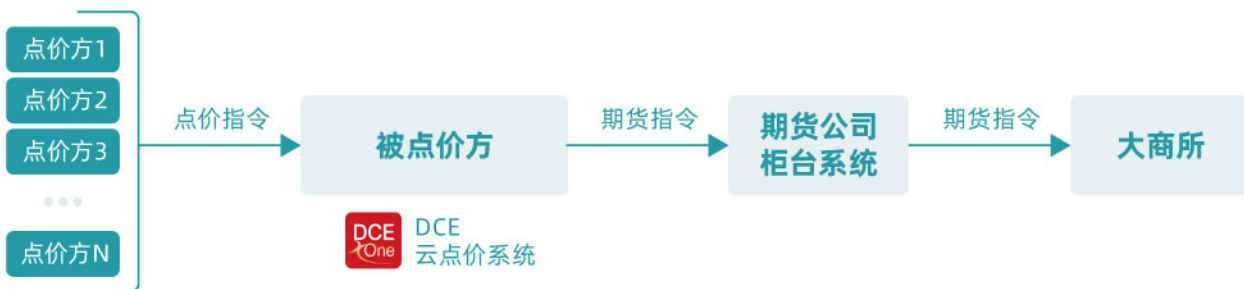 点价方1
点价方2
点价方3
点价方N
点价指令
被点价方
DCE
One
DCE
云点价系统
期货指令
期货公司
柜台系统
期货指令
大商所